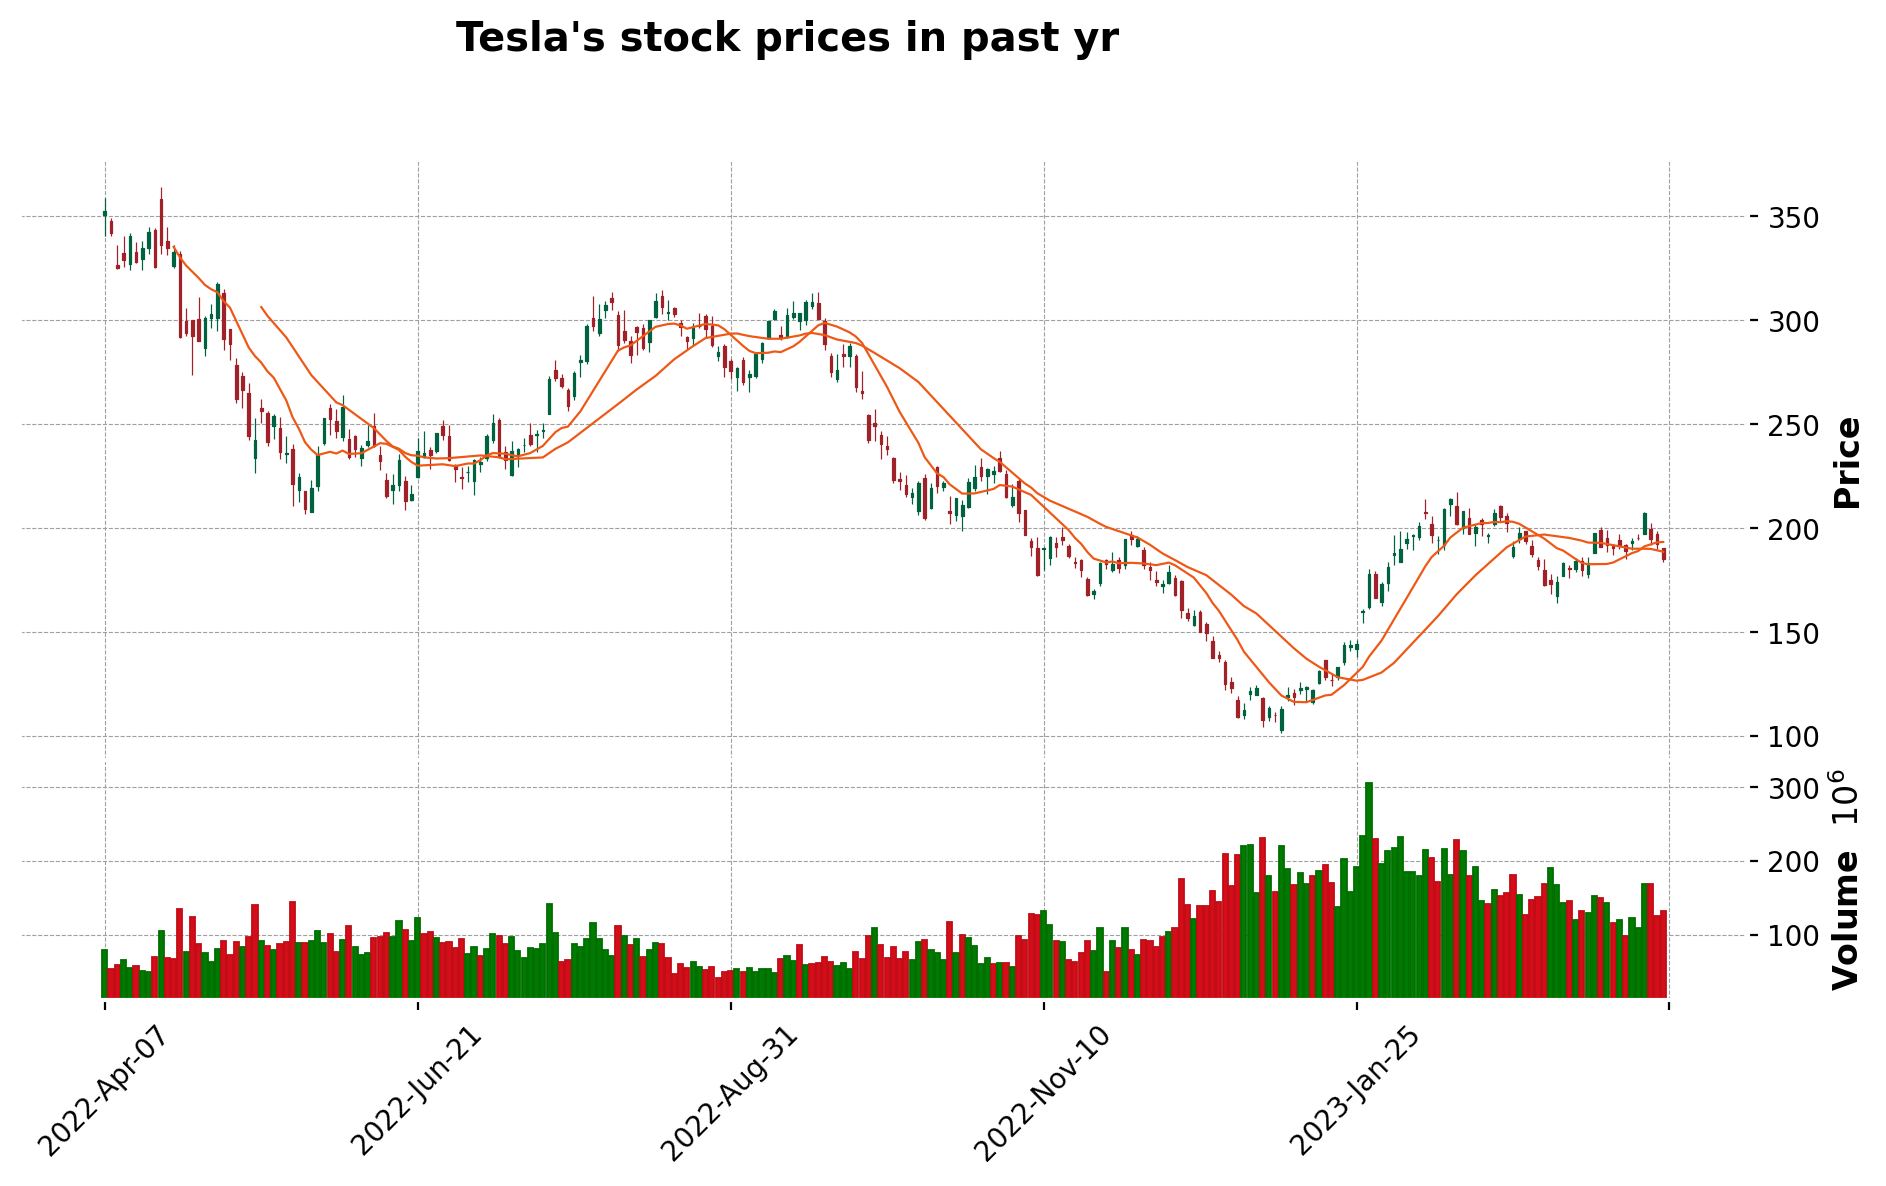 Tesla's stock prices in past yr
350
300
250
200
150
100
Price
300
200
100
Volume 10^6
2022-Apr-07
2022-Jun-21
2022-Aug-31
2022-Nov-10
2023-Jan-25